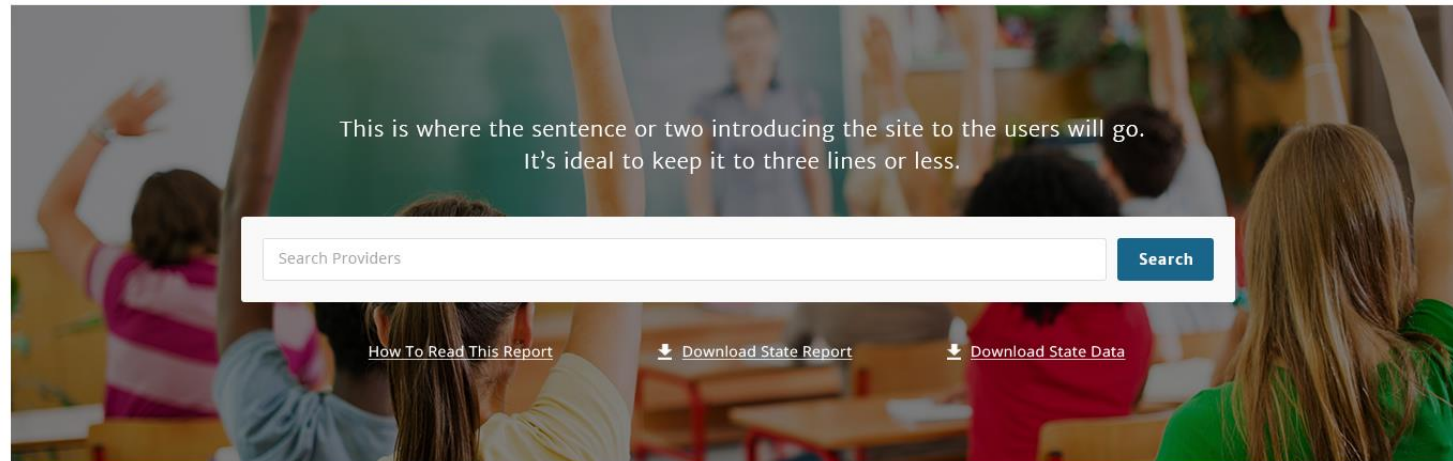 This is where the sentence or two introducing the site to the users will go.
It’s ideal to keep it to three lines or less.
Search Providers
Search
How To Read This Report
Download State Report
Download State Data